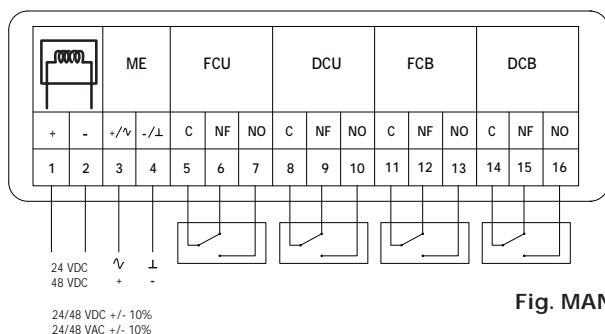 ME FCU DCU FCB DCB
+ - +/∿ -/⊥ C NF NO C NF NO C NF NO C NF NO
1 2 3 4 5 6 7 8 9 10 11 12 13 14 15 16
24 VDC ∿ ⊥
48 VDC + -
24/48 VDC +/- 10%
24/48 VAC +/- 10%
Fig. MAN